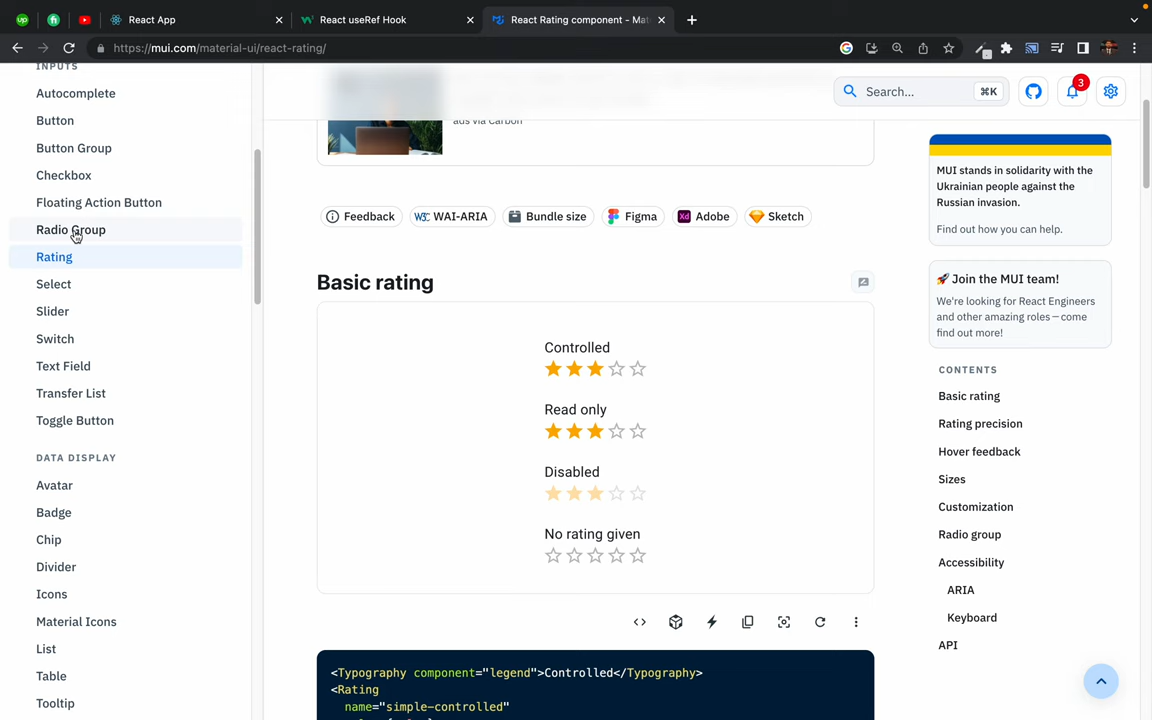 React App
React useRef Hook
React Rating component - Mat
https://mui.com/material-ui/react-rating/
INPUTS
Autocomplete
Button
Button Group
Checkbox
Floating Action Button
Radio Group
Rating
Select
Slider
Switch
Text Field
Transfer List
Toggle Button
DATA DISPLAY
Avatar
Badge
Chip
Divider
Icons
Material Icons
List
Table
Tooltip
Search...
⌘K
3
ads via Carbon
Feedback
W3C WAI-ARIA
Bundle size
Figma
Xd Adobe
Sketch
Basic rating
Controlled
Read only
Disabled
No rating given
<Typography component="legend">Controlled</Typography>
<Rating
name="simple-controlled"
MUI stands in solidarity with the
Ukrainian people against the
Russian invasion.
Find out how you can help.
🚀 Join the MUI team!
We're looking for React Engineers
and other amazing roles – come
find out more!
CONTENTS
Basic rating
Rating precision
Hover feedback
Sizes
Customization
Radio group
Accessibility
ARIA
Keyboard
API